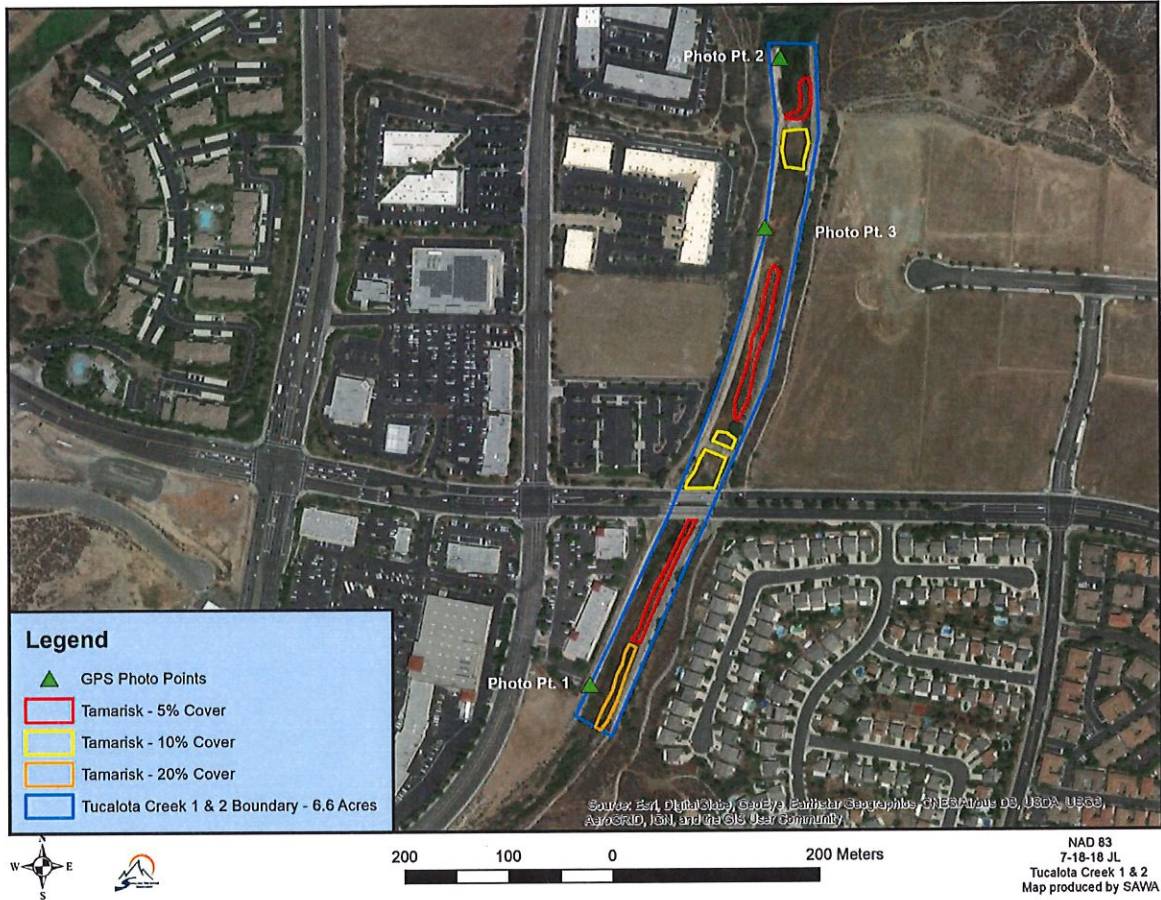 Photo Pt. 2
Photo Pt. 3
Photo Pt. 1
Legend
GPS Photo Points
Tamarisk - 5% Cover
Tamarisk - 10% Cover
Tamarisk - 20% Cover
Tucalota Creek 1 & 2 Boundary - 6.6 Acres
Source: Esri, DigitalGlobe, GeoEye, Earthstar Geographics, CNES/Airbus DS, USDA, USGS,
AeroGRID, IGN, and the GIS User Community
N
W E
S
200 100 0 200 Meters
NAD 83
7-18-18 JL
Tucalota Creek 1 & 2
Map produced by SAWA